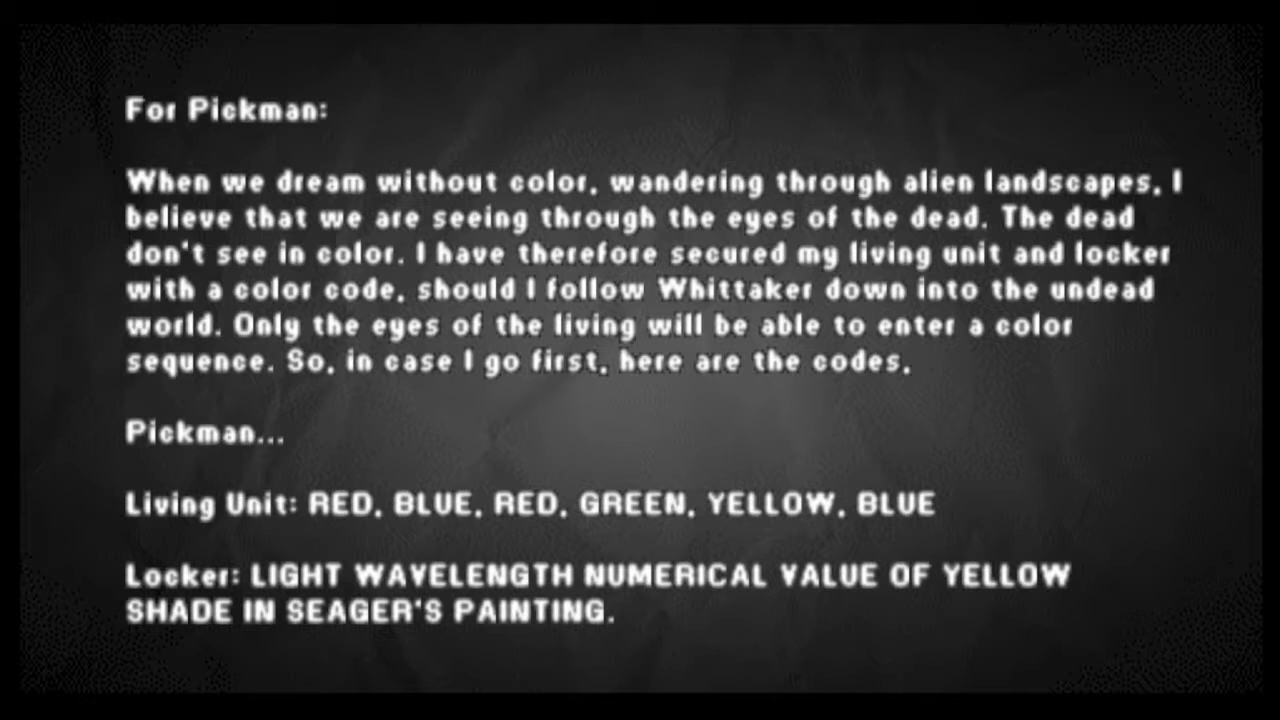 For Pickman:
When we dream without color, wandering through alien landscapes, I
believe that we are seeing through the eyes of the dead. The dead
don't see in color. I have therefore secured my living unit and locker
with a color code, should I follow Whittaker down into the undead
world. Only the eyes of the living will be able to enter a color
sequence. So, in case I go first, here are the codes,
Pickman...
Living Unit: RED, BLUE, RED, GREEN, YELLOW, BLUE
Locker: LIGHT WAVELENGTH NUMERICAL VALUE OF YELLOW
SHADE IN SEAGER'S PAINTING.